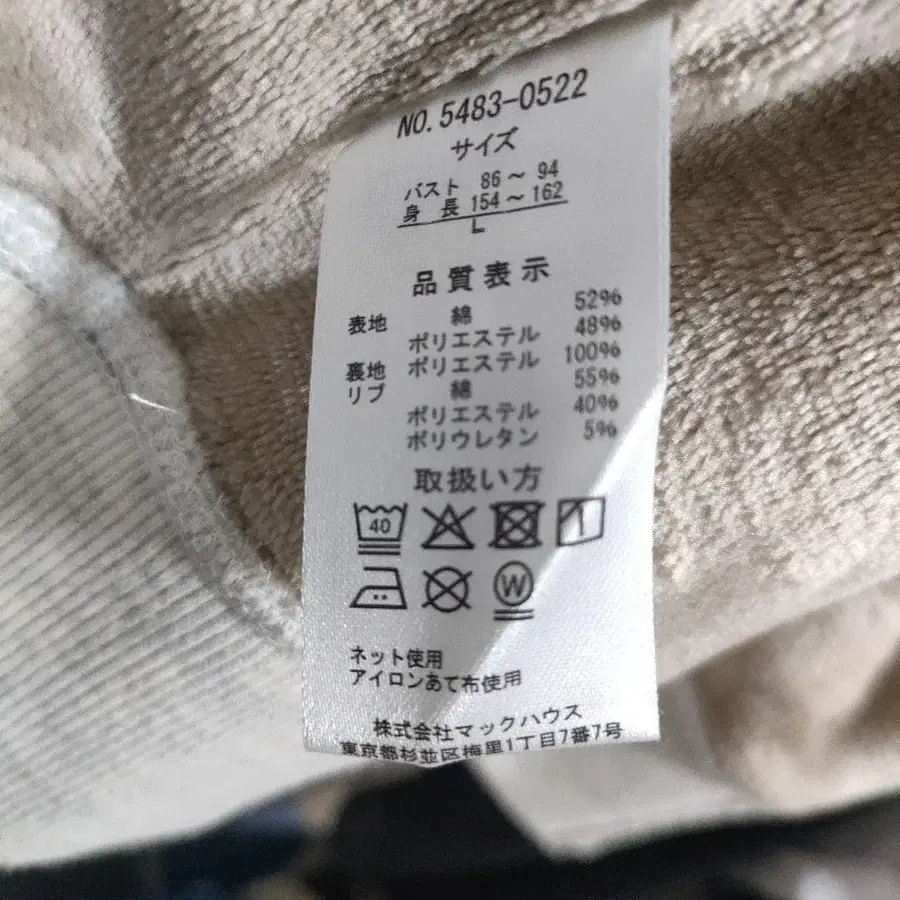 NO. 5483-0522
サイズ
バスト 86～94
身長 154～162
L
品質表示
表地 綿 52%
ポリエステル 48%
裏地 ポリエステル 100%
リブ 綿 55%
ポリエステル 40%
ポリウレタン 5%
取扱い方
40
W
ネット使用
アイロンあて布使用
株式会社マックハウス
東京都杉並区梅里1丁目7番7号